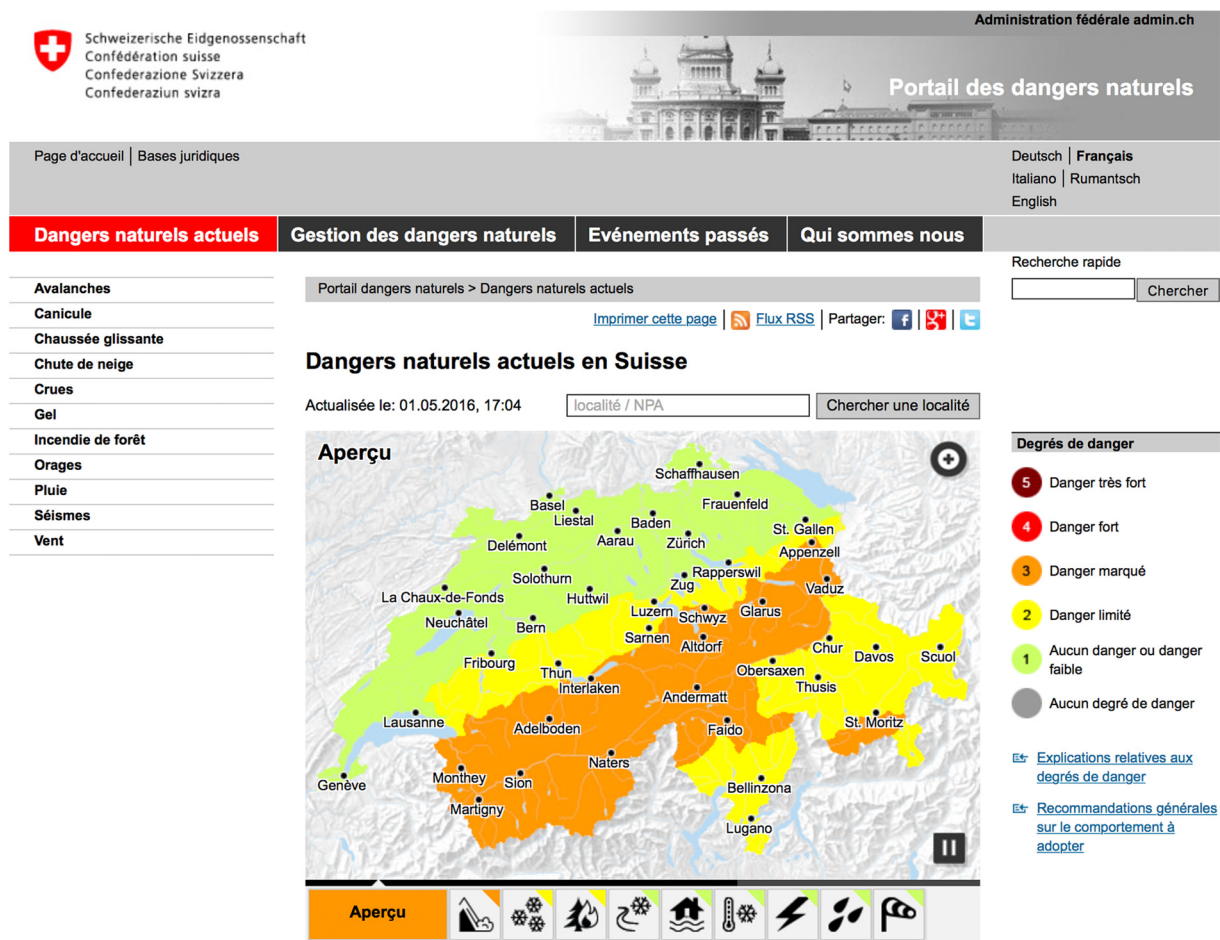 Administration fédérale admin.ch
Schweizerische Eidgenossenschaft
Confédération suisse
Confederazione Svizzera
Confederaziun svizra
Portail des dangers naturels
Page d'accueil | Bases juridiques
Deutsch | Français
Italiano | Rumantsch
English
Dangers naturels actuels
Gestion des dangers naturels
Evénements passés
Qui sommes nous
Recherche rapide
Chercher
Avalanches
Canicule
Chaussée glissante
Chute de neige
Crues
Gel
Incendie de forêt
Orages
Pluie
Séismes
Vent
Portail dangers naturels > Dangers naturels actuels
Imprimer cette page | Flux RSS | Partager:
Dangers naturels actuels en Suisse
Actualisée le: 01.05.2016, 17:04
localité / NPA
Chercher une localité
Aperçu
Schaffhausen
Basel
Frauenfeld
Liestal
Baden
St. Gallen
Delémont
Aarau
Zürich
Appenzell
Solothurn
Rapperswil
Zug
La Chaux-de-Fonds
Huttwil
Vaduz
Neuchâtel
Luzern
Schwyz
Glarus
Bern
Sarnen
Altdorf
Chur
Fribourg
Davos
Scuol
Thun
Obersaxen
Interlaken
Thusis
Andermatt
Lausanne
Adelboden
Faido
St. Moritz
Naters
Genève
Monthey
Sion
Bellinzona
Martigny
Lugano
Aperçu
Degrés de danger
5 Danger très fort
4 Danger fort
3 Danger marqué
2 Danger limité
1 Aucun danger ou danger
faible
Aucun degré de danger
Explications relatives aux
degrés de danger
Recommandations générales
sur le comportement à
adopter